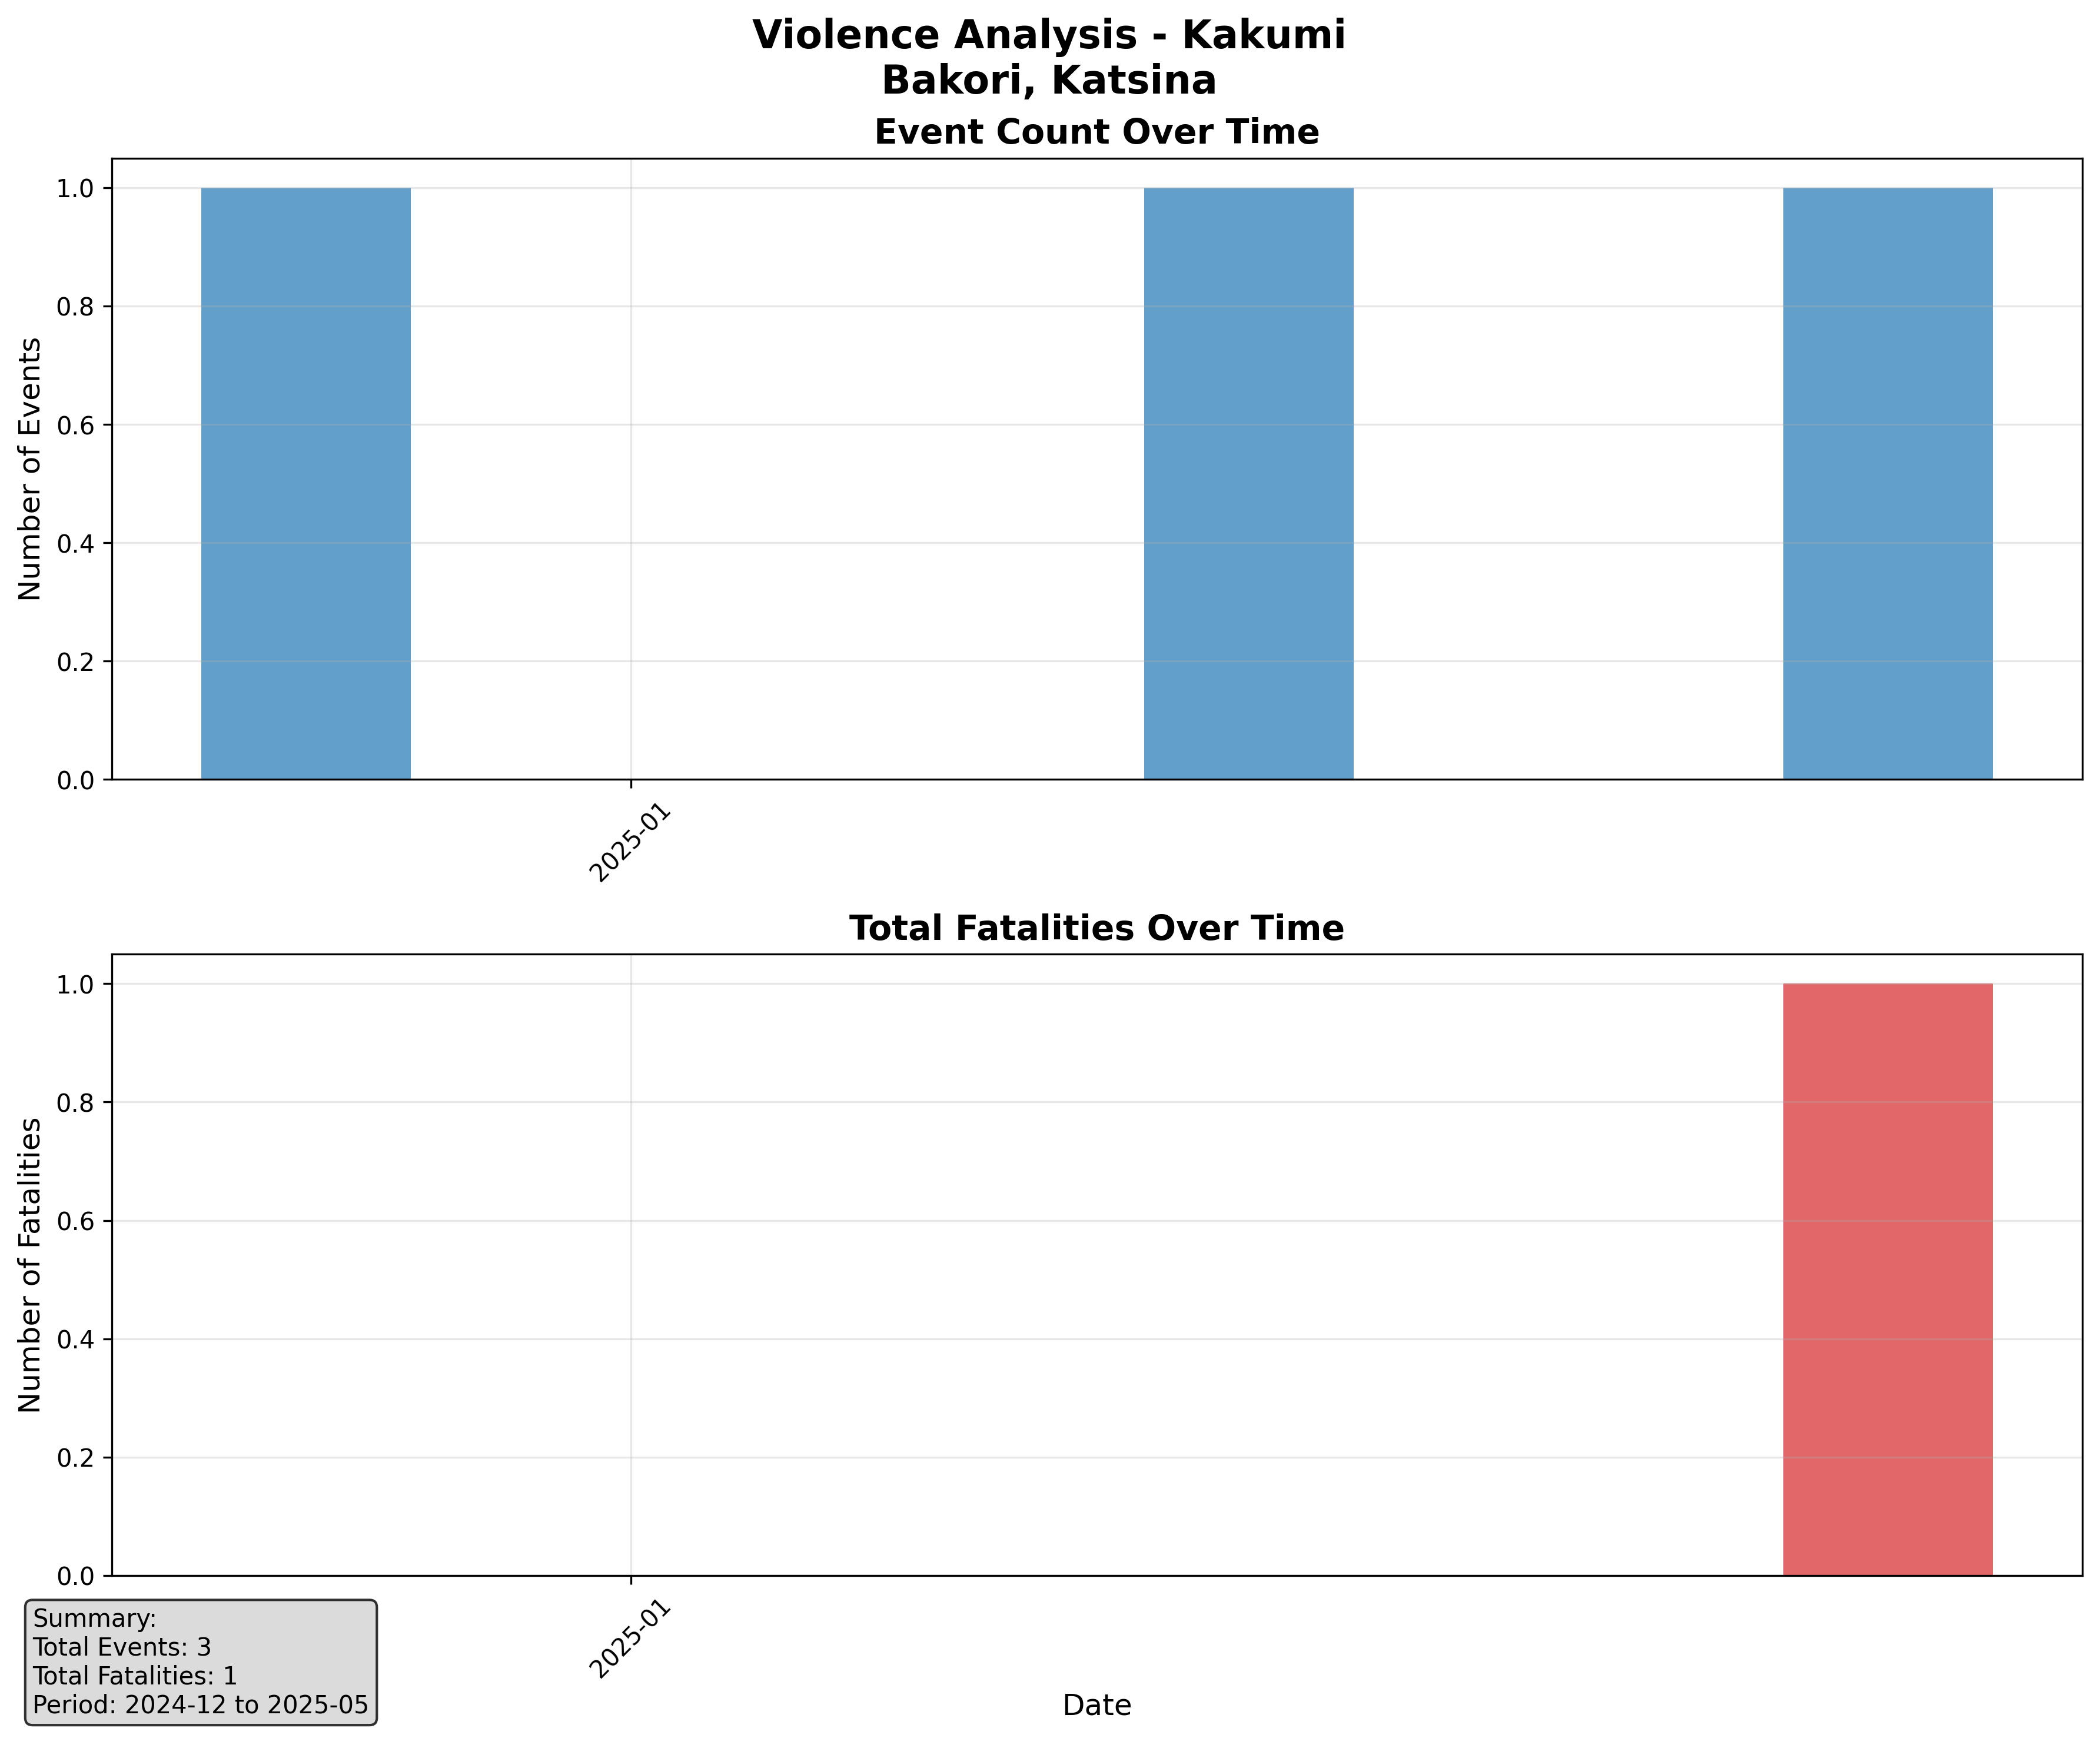 Violence Analysis - Kakumi
Bakori, Katsina
Event Count Over Time
Number of Events
1.0
0.8
0.6
0.4
0.2
0.0
2025-01
Total Fatalities Over Time
Number of Fatalities
1.0
0.8
0.6
0.4
0.2
0.0
2025-01
Date
Summary:
Total Events: 3
Total Fatalities: 1
Period: 2024-12 to 2025-05